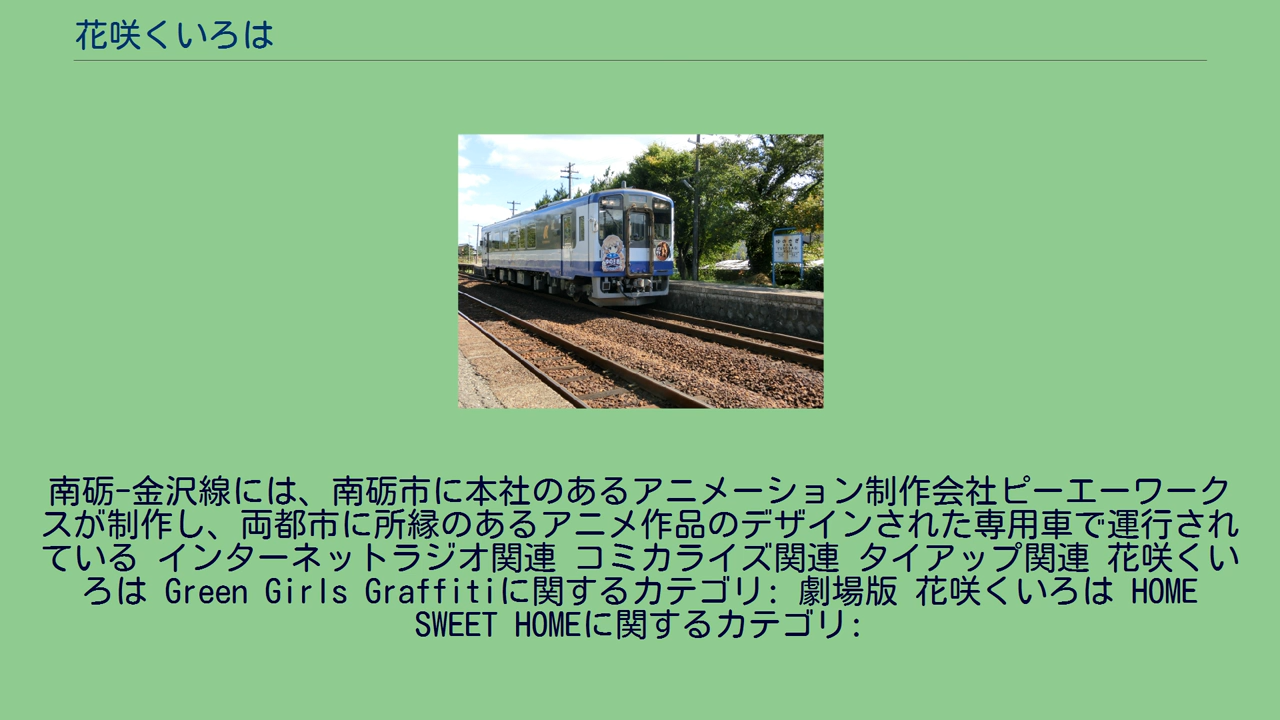 花咲くいろは
南砺-金沢線には、南砺市に本社のあるアニメーション制作会社ピーエーワーク
スが制作し、両都市に所縁のあるアニメ作品のデザインされた専用車で運行され
ている インターネットラジオ関連 コミカライズ関連 タイアップ関連 花咲くい
ろは Green Girls Graffitiに関するカテゴリ: 劇場版 花咲くいろは HOME
SWEET HOMEに関するカテゴリ: